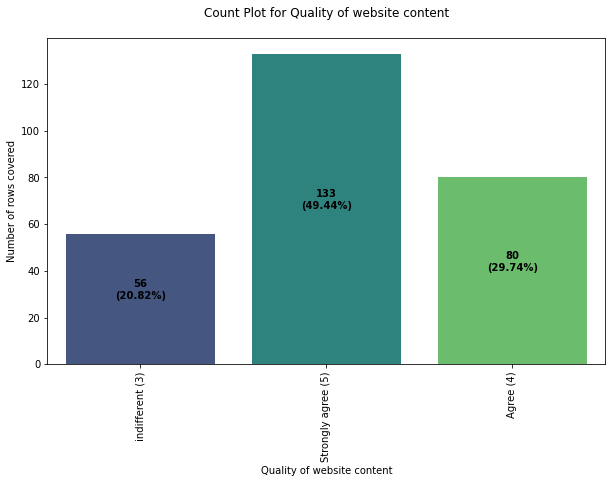 Count Plot for Quality of website content
Number of rows covered
120
100
80
60
40
20
0
56
(20.82%)
133
(49.44%)
80
(29.74%)
indifferent (3)
Strongly agree (5)
Agree (4)
Quality of website content